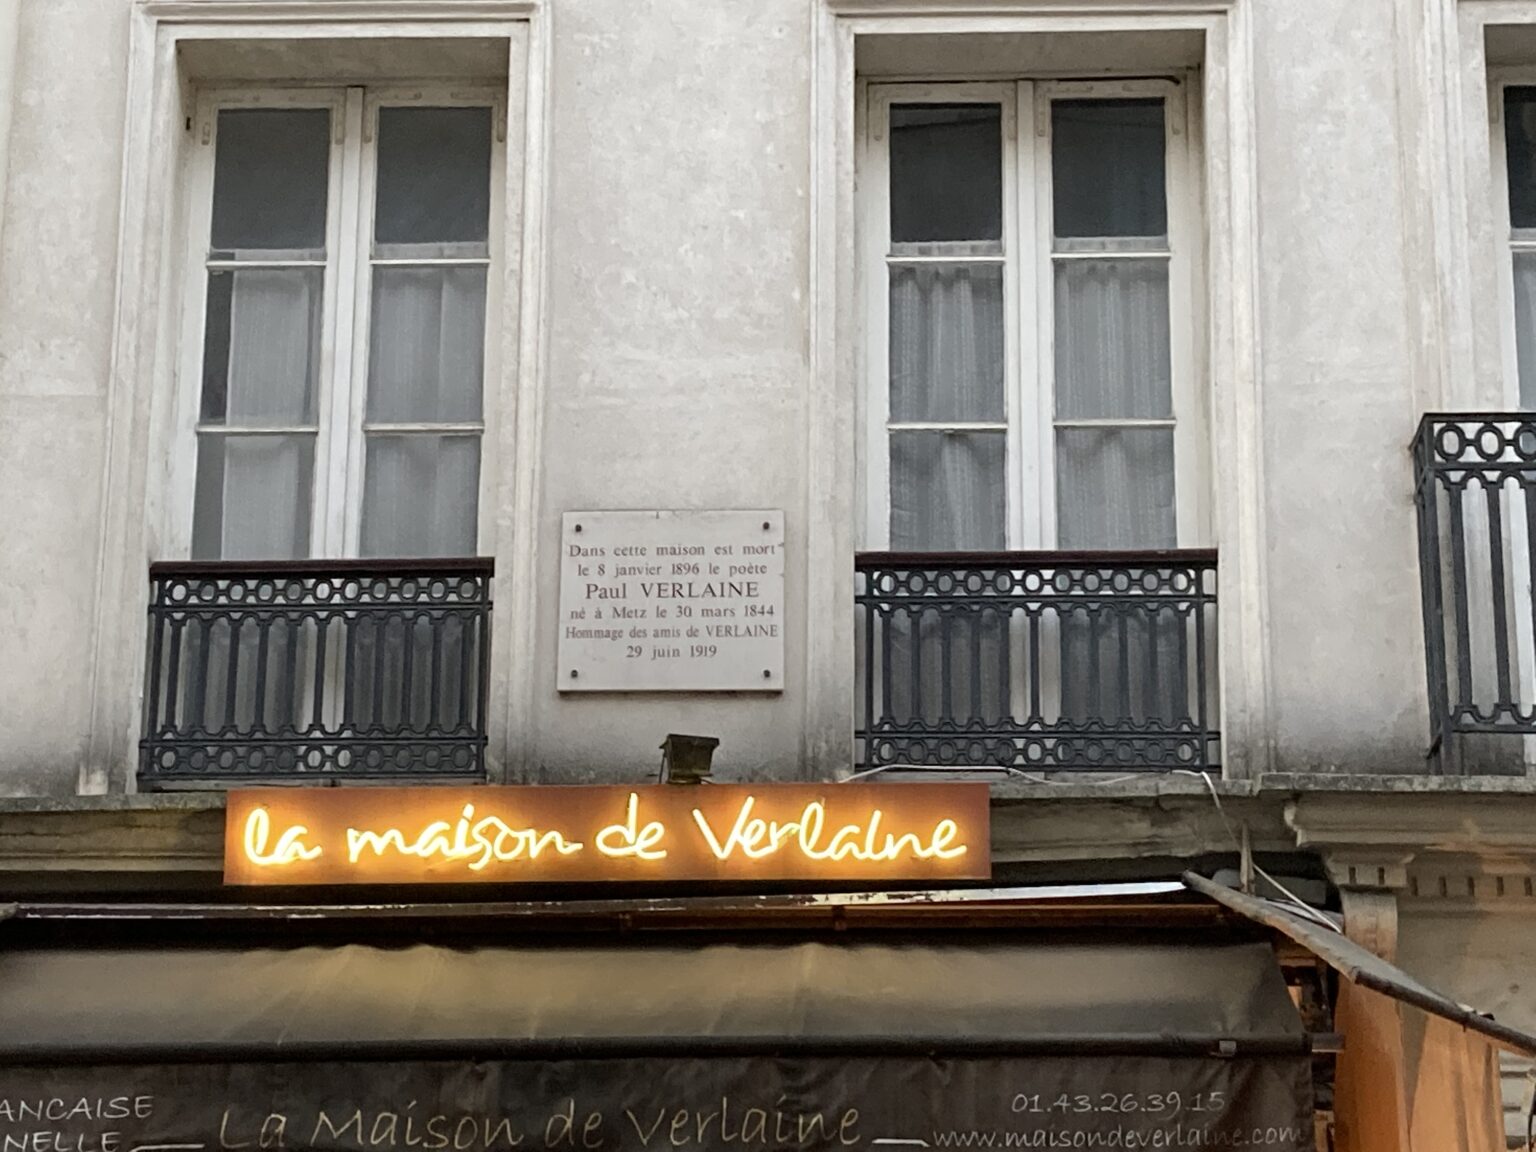 Dans cette maison est mort
le 8 janvier 1896 le poète
Paul VERLAINE
né à Metz le 30 mars 1844
Hommage des amis de VERLAINE
29 juin 1919
la maison de Verlaine
ANCAISE
NELLE
La Maison de Verlaine
01.43.26.39.15
www.maisondeverlaine.com